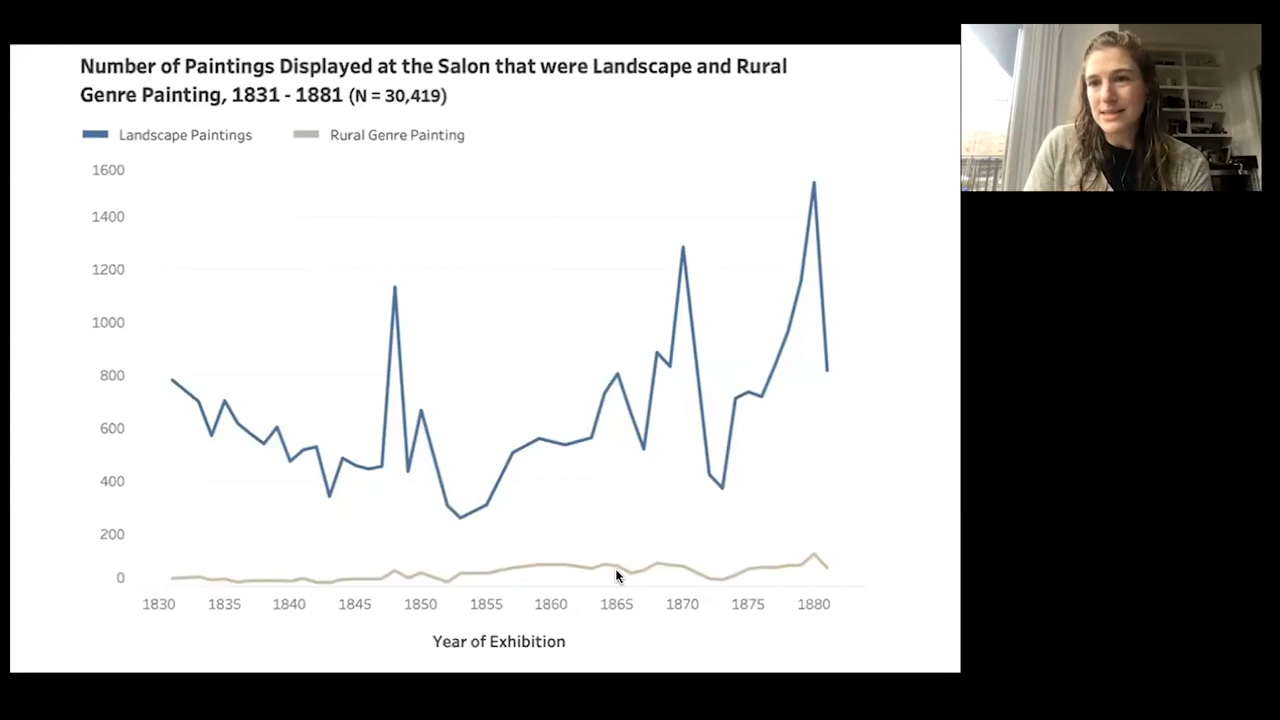 Number of Paintings Displayed at the Salon that were Landscape and Rural
Genre Painting, 1831 - 1881 (N = 30,419)
Landscape Paintings Rural Genre Painting
1600
1400
1200
1000
800
600
400
200
0
1830 1835 1840 1845 1850 1855 1860 1865 1870 1875 1880
Year of Exhibition